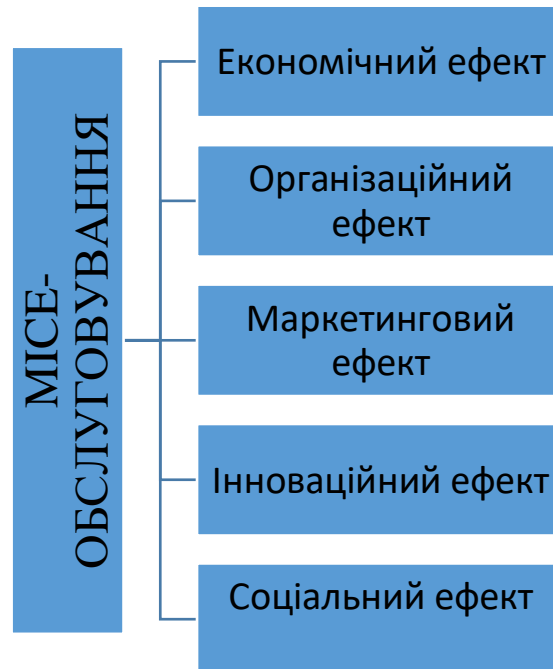 МІСЕ-
ОБСЛУГОВУВАННЯ
Економічний ефект
Організаційний
ефект
Маркетинговий
ефект
Інноваційний ефект
Соціальний ефект